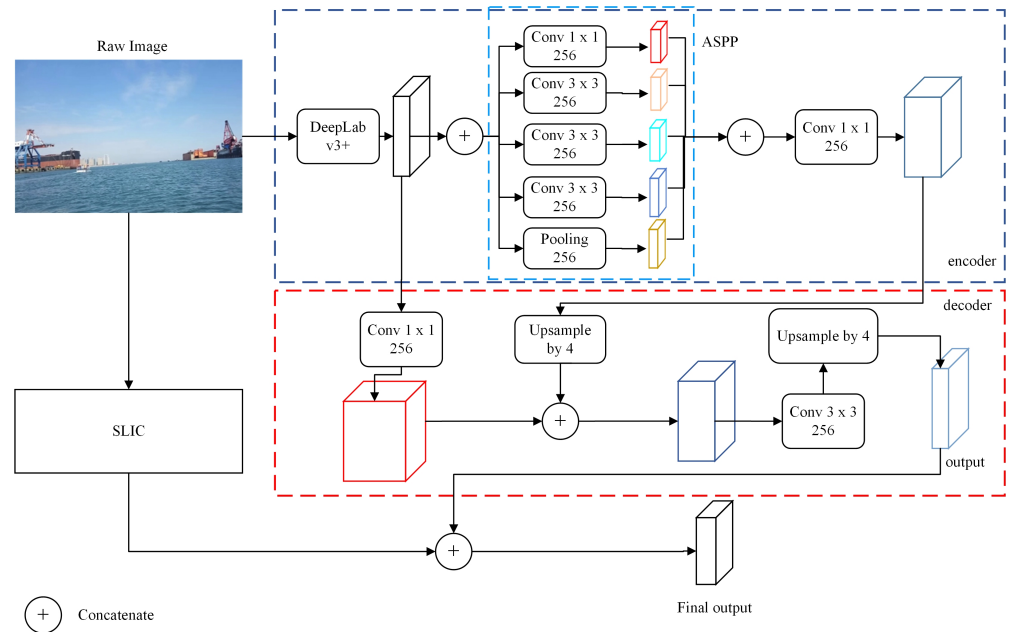 Raw Image
DeepLab
v3+
+
Conv 1 x 1
256
Conv 3 x 3
256
Conv 3 x 3
256
Conv 3 x 3
256
Pooling
256
ASPP
+
Conv 1 x 1
256
encoder
decoder
Conv 1 x 1
256
Upsample
by 4
+
Upsample by 4
Conv 3 x 3
256
output
SLIC
+
Final output
+
Concatenate